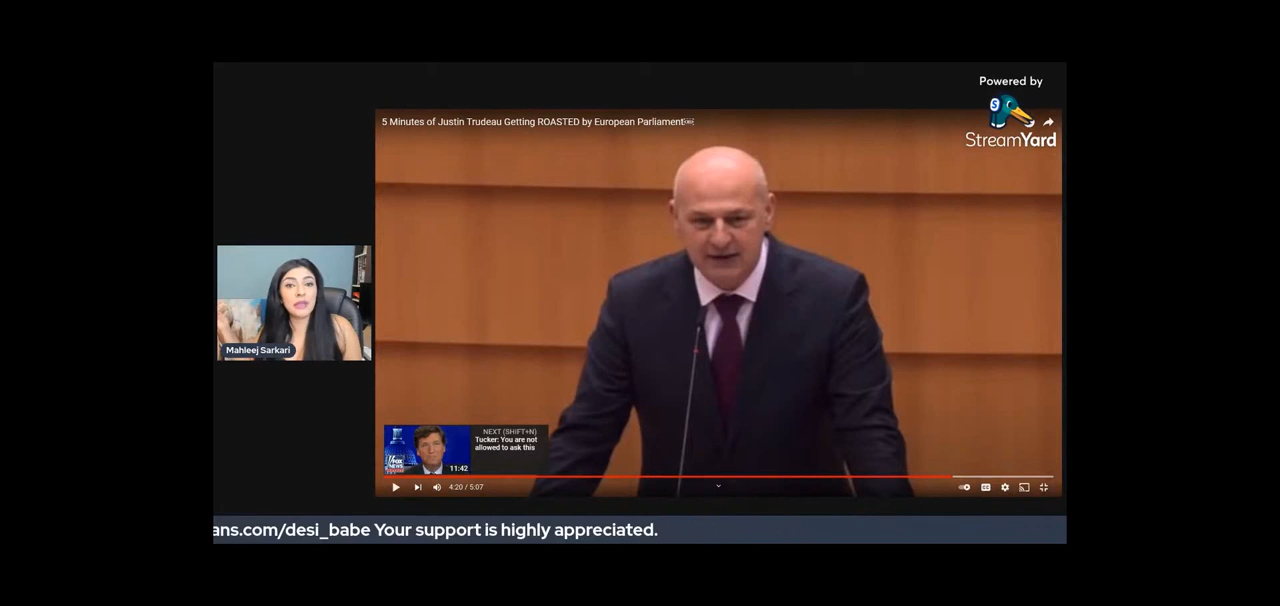 Powered by
StreamYard
5 Minutes of Justin Trudeau Getting ROASTED by European Parliament
Mahleej Sarkari
NEXT (SHIFT+N)
Tucker: You are not
allowed to ask this
FOX
NEWS
11:42
4:20 / 5:07
ans.com/desi_babe Your support is highly appreciated.